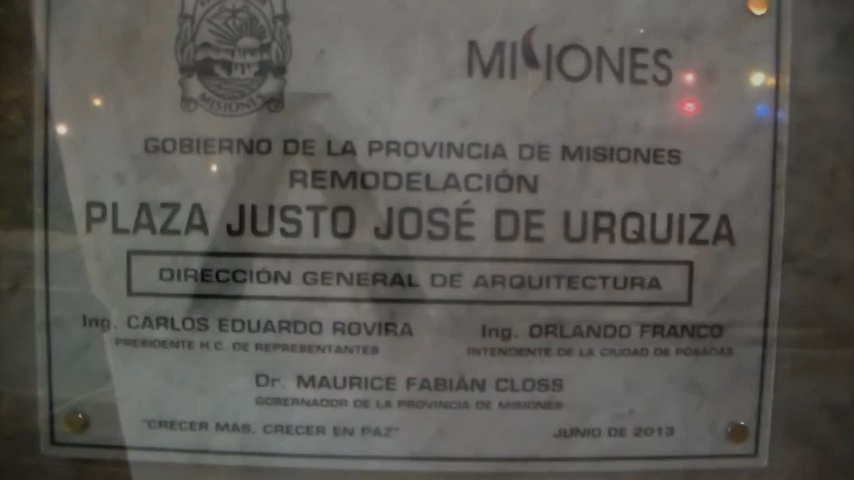 MISIONES
MISIONES
GOBIERNO DE LA PROVINCIA DE MISIONES
REMODELACIÓN
PLAZA JUSTO JOSÉ DE URQUIZA
DIRECCIÓN GENERAL DE ARQUITECTURA
Ing. CARLOS EDUARDO ROVIRA
PRESIDENTE H.C. DE REPRESENTANTES
Ing. ORLANDO FRANCO
INTENDENTE DE LA CIUDAD DE POSADAS
Dr. MAURICE FABIÁN CLOSS
GOBERNADOR DE LA PROVINCIA DE MISIONES
"CRECER MÁS, CRECER EN PAZ"
JUNIO DE 2013